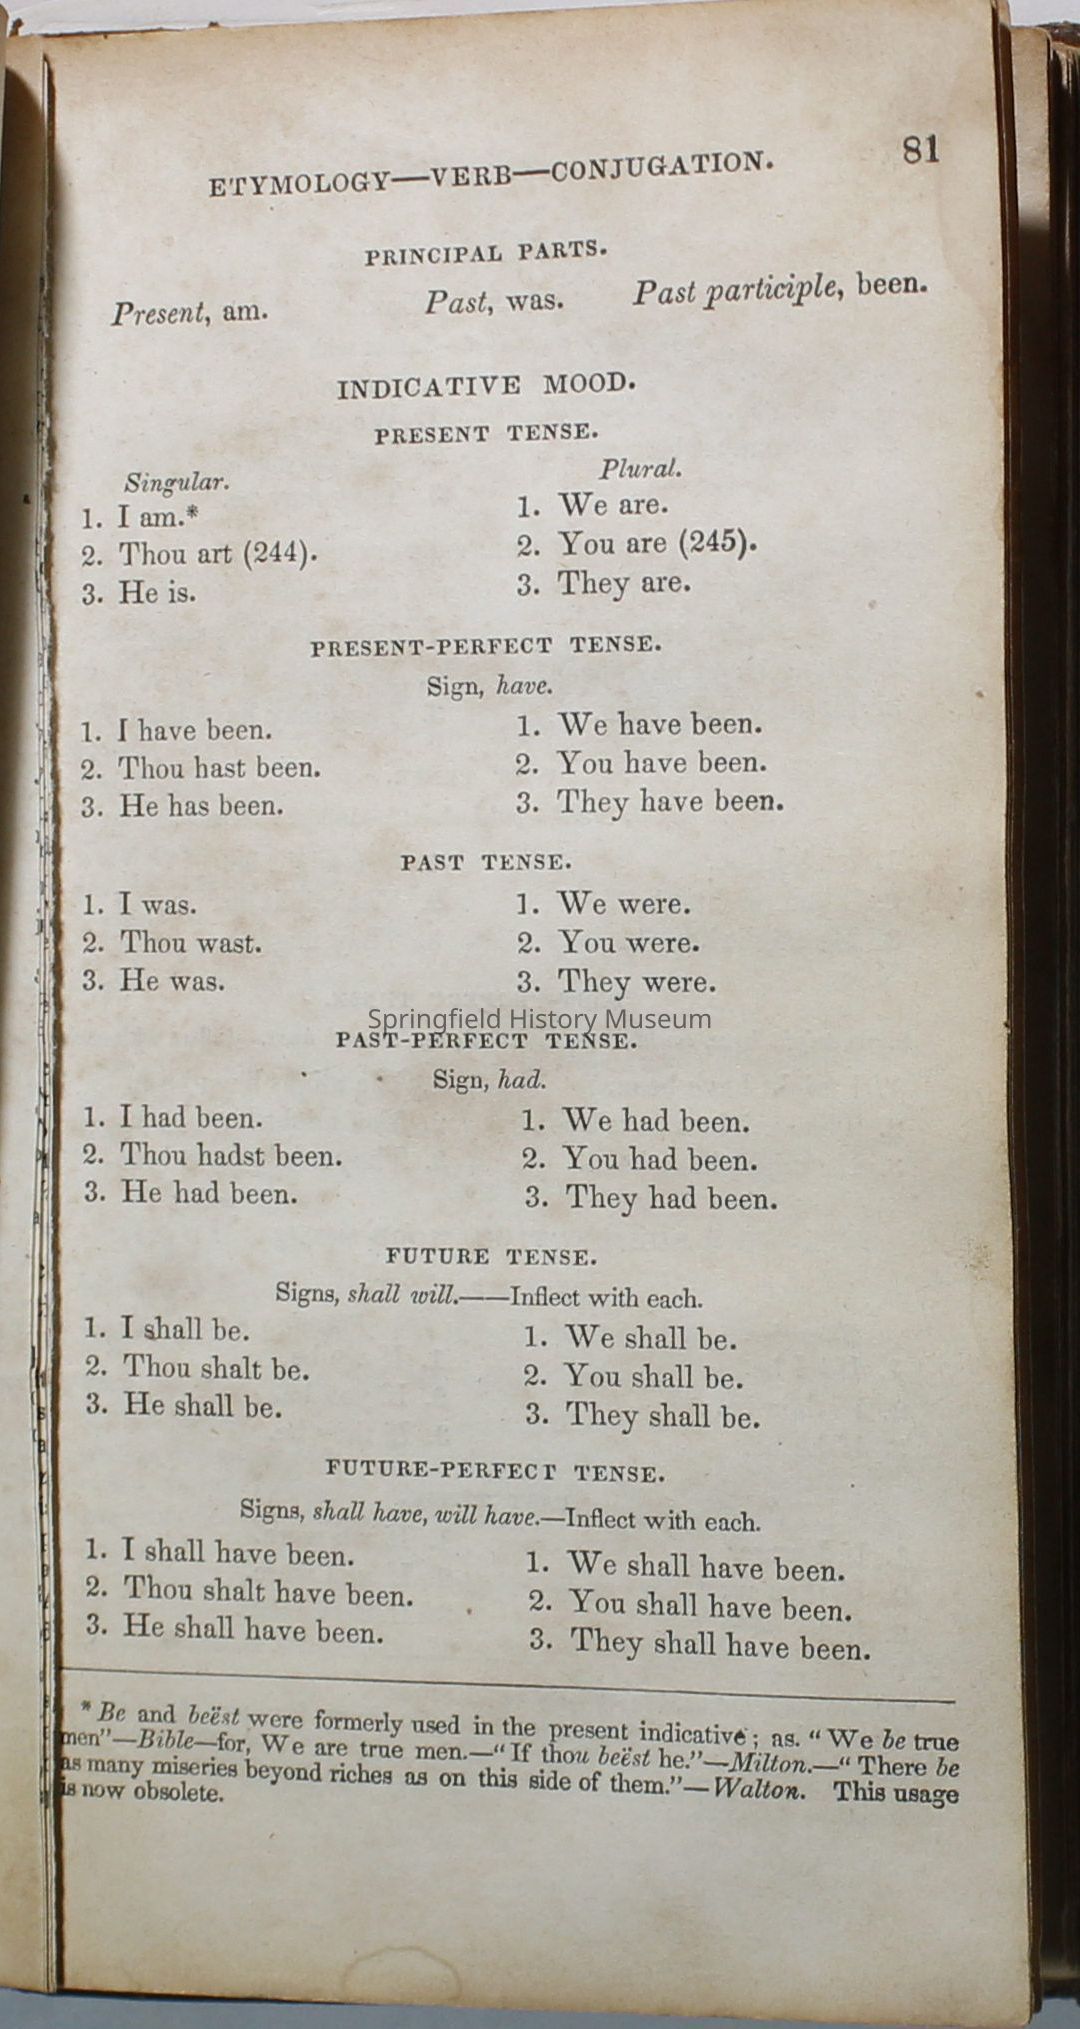 ETYMOLOGY—VERB—CONJUGATION. 81
PRINCIPAL PARTS.
Present, am. Past, was. Past participle, been.
INDICATIVE MOOD.
PRESENT TENSE.
Singular. Plural.
1. I am.* 1. We are.
2. Thou art (244). 2. You are (245).
3. He is. 3. They are.
PRESENT-PERFECT TENSE.
Sign, have.
1. I have been. 1. We have been.
2. Thou hast been. 2. You have been.
3. He has been. 3. They have been.
PAST TENSE.
1. I was. 1. We were.
2. Thou wast. 2. You were.
3. He was. 3. They were.
Springfield History Museum
PAST-PERFECT TENSE.
Sign, had.
1. I had been. 1. We had been.
2. Thou hadst been. 2. You had been.
3. He had been. 3. They had been.
FUTURE TENSE.
Signs, shall will.——Inflect with each.
1. I shall be. 1. We shall be.
2. Thou shalt be. 2. You shall be.
3. He shall be. 3. They shall be.
FUTURE-PERFECT TENSE.
Signs, shall have, will have.—Inflect with each.
1. I shall have been. 1. We shall have been.
2. Thou shalt have been. 2. You shall have been.
3. He shall have been. 3. They shall have been.
* Be and beëst were formerly used in the present indicative; as. "We be true
men"—Bible—for, We are true men.—"If thou beëst he."—Milton.—"There be
as many miseries beyond riches as on this side of them."—Walton. This usage
is now obsolete.